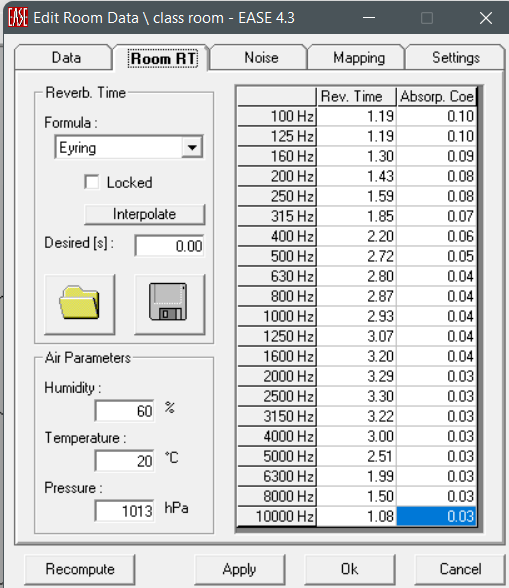 EASE Edit Room Data \ class room - EASE 4.3
Data Room RT Noise Mapping Settings
Reverb. Time
Formula :
Eyring
Locked
Interpolate
Desired [s] : 0.00
Air Parameters
Humidity :
60 %
Temperature :
20 °C
Pressure :
1013 hPa
Rev. Time Absorp. Coe
100 Hz 1.19 0.10
125 Hz 1.19 0.10
160 Hz 1.30 0.09
200 Hz 1.43 0.08
250 Hz 1.59 0.08
315 Hz 1.85 0.07
400 Hz 2.20 0.06
500 Hz 2.72 0.05
630 Hz 2.80 0.04
800 Hz 2.87 0.04
1000 Hz 2.93 0.04
1250 Hz 3.07 0.04
1600 Hz 3.20 0.04
2000 Hz 3.29 0.03
2500 Hz 3.30 0.03
3150 Hz 3.22 0.03
4000 Hz 3.00 0.03
5000 Hz 2.51 0.03
6300 Hz 1.99 0.03
8000 Hz 1.50 0.03
10000 Hz 1.08 0.03
Recompute Apply Ok Cancel